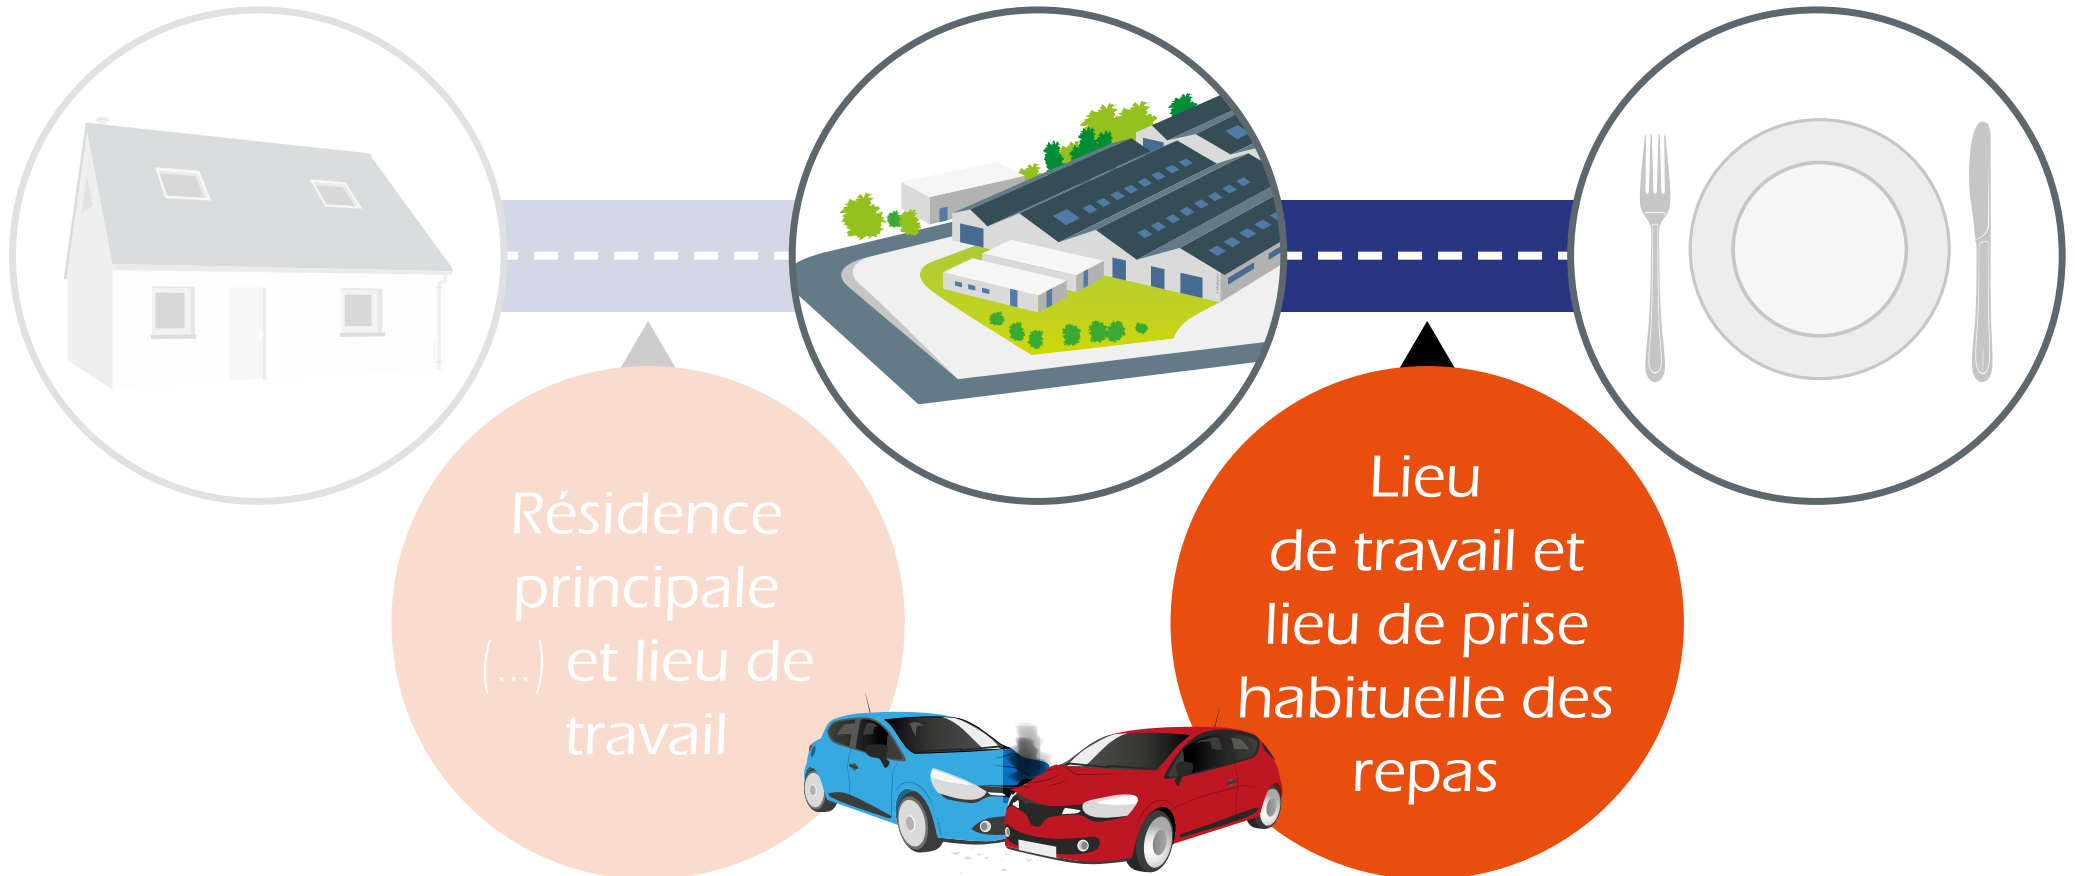 Résidence
principale
(...) et lieu de
travail
Lieu
de travail et
lieu de prise
habituelle des
repas